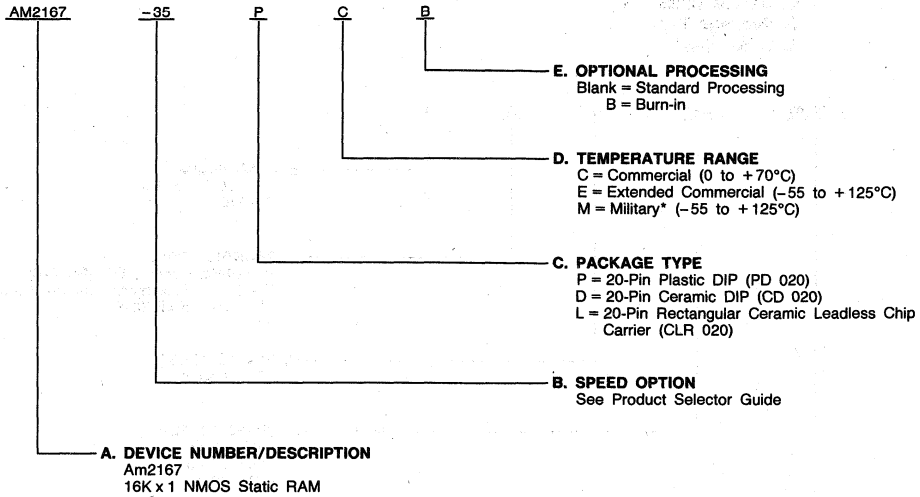 AM2167 -35 P C B
E. OPTIONAL PROCESSING
Blank = Standard Processing
B = Burn-in
D. TEMPERATURE RANGE
C = Commercial (0 to +70°C)
E = Extended Commercial (-55 to +125°C)
M = Military* (-55 to +125°C)
C. PACKAGE TYPE
P = 20-Pin Plastic DIP (PD 020)
D = 20-Pin Ceramic DIP (CD 020)
L = 20-Pin Rectangular Ceramic Leadless Chip
Carrier (CLR 020)
B. SPEED OPTION
See Product Selector Guide
A. DEVICE NUMBER/DESCRIPTION
Am2167
16K x 1 NMOS Static RAM